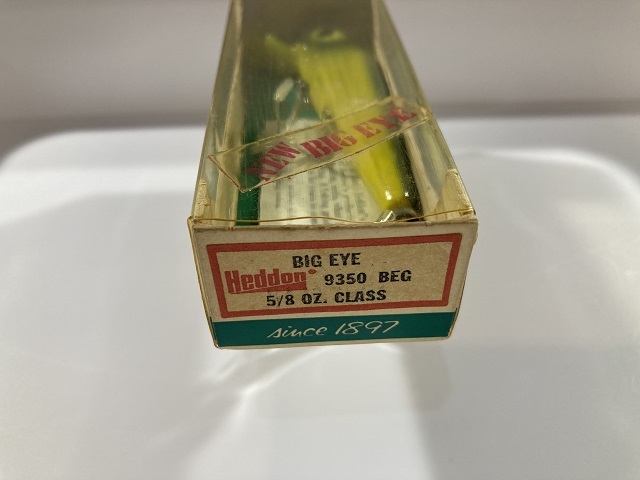 NEW BIG EYE
BIG EYE
Heddon® 9350 BEG
5/8 OZ. CLASS
since 1897